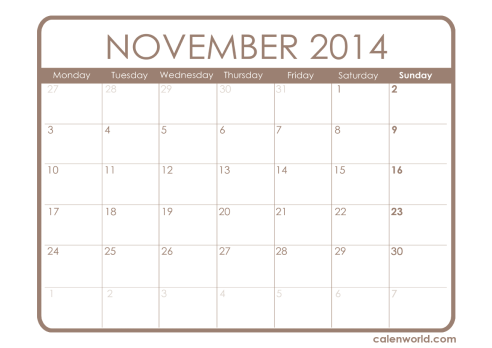 NOVEMBER 2014
Monday Tuesday Wednesday Thursday Friday Saturday Sunday
27 28 29 30 31 1 2
3 4 5 6 7 8 9
10 11 12 13 14 15 16
17 18 19 20 21 22 23
24 25 26 27 28 29 30
1 2 3 4 5 6 7
calenworld.com